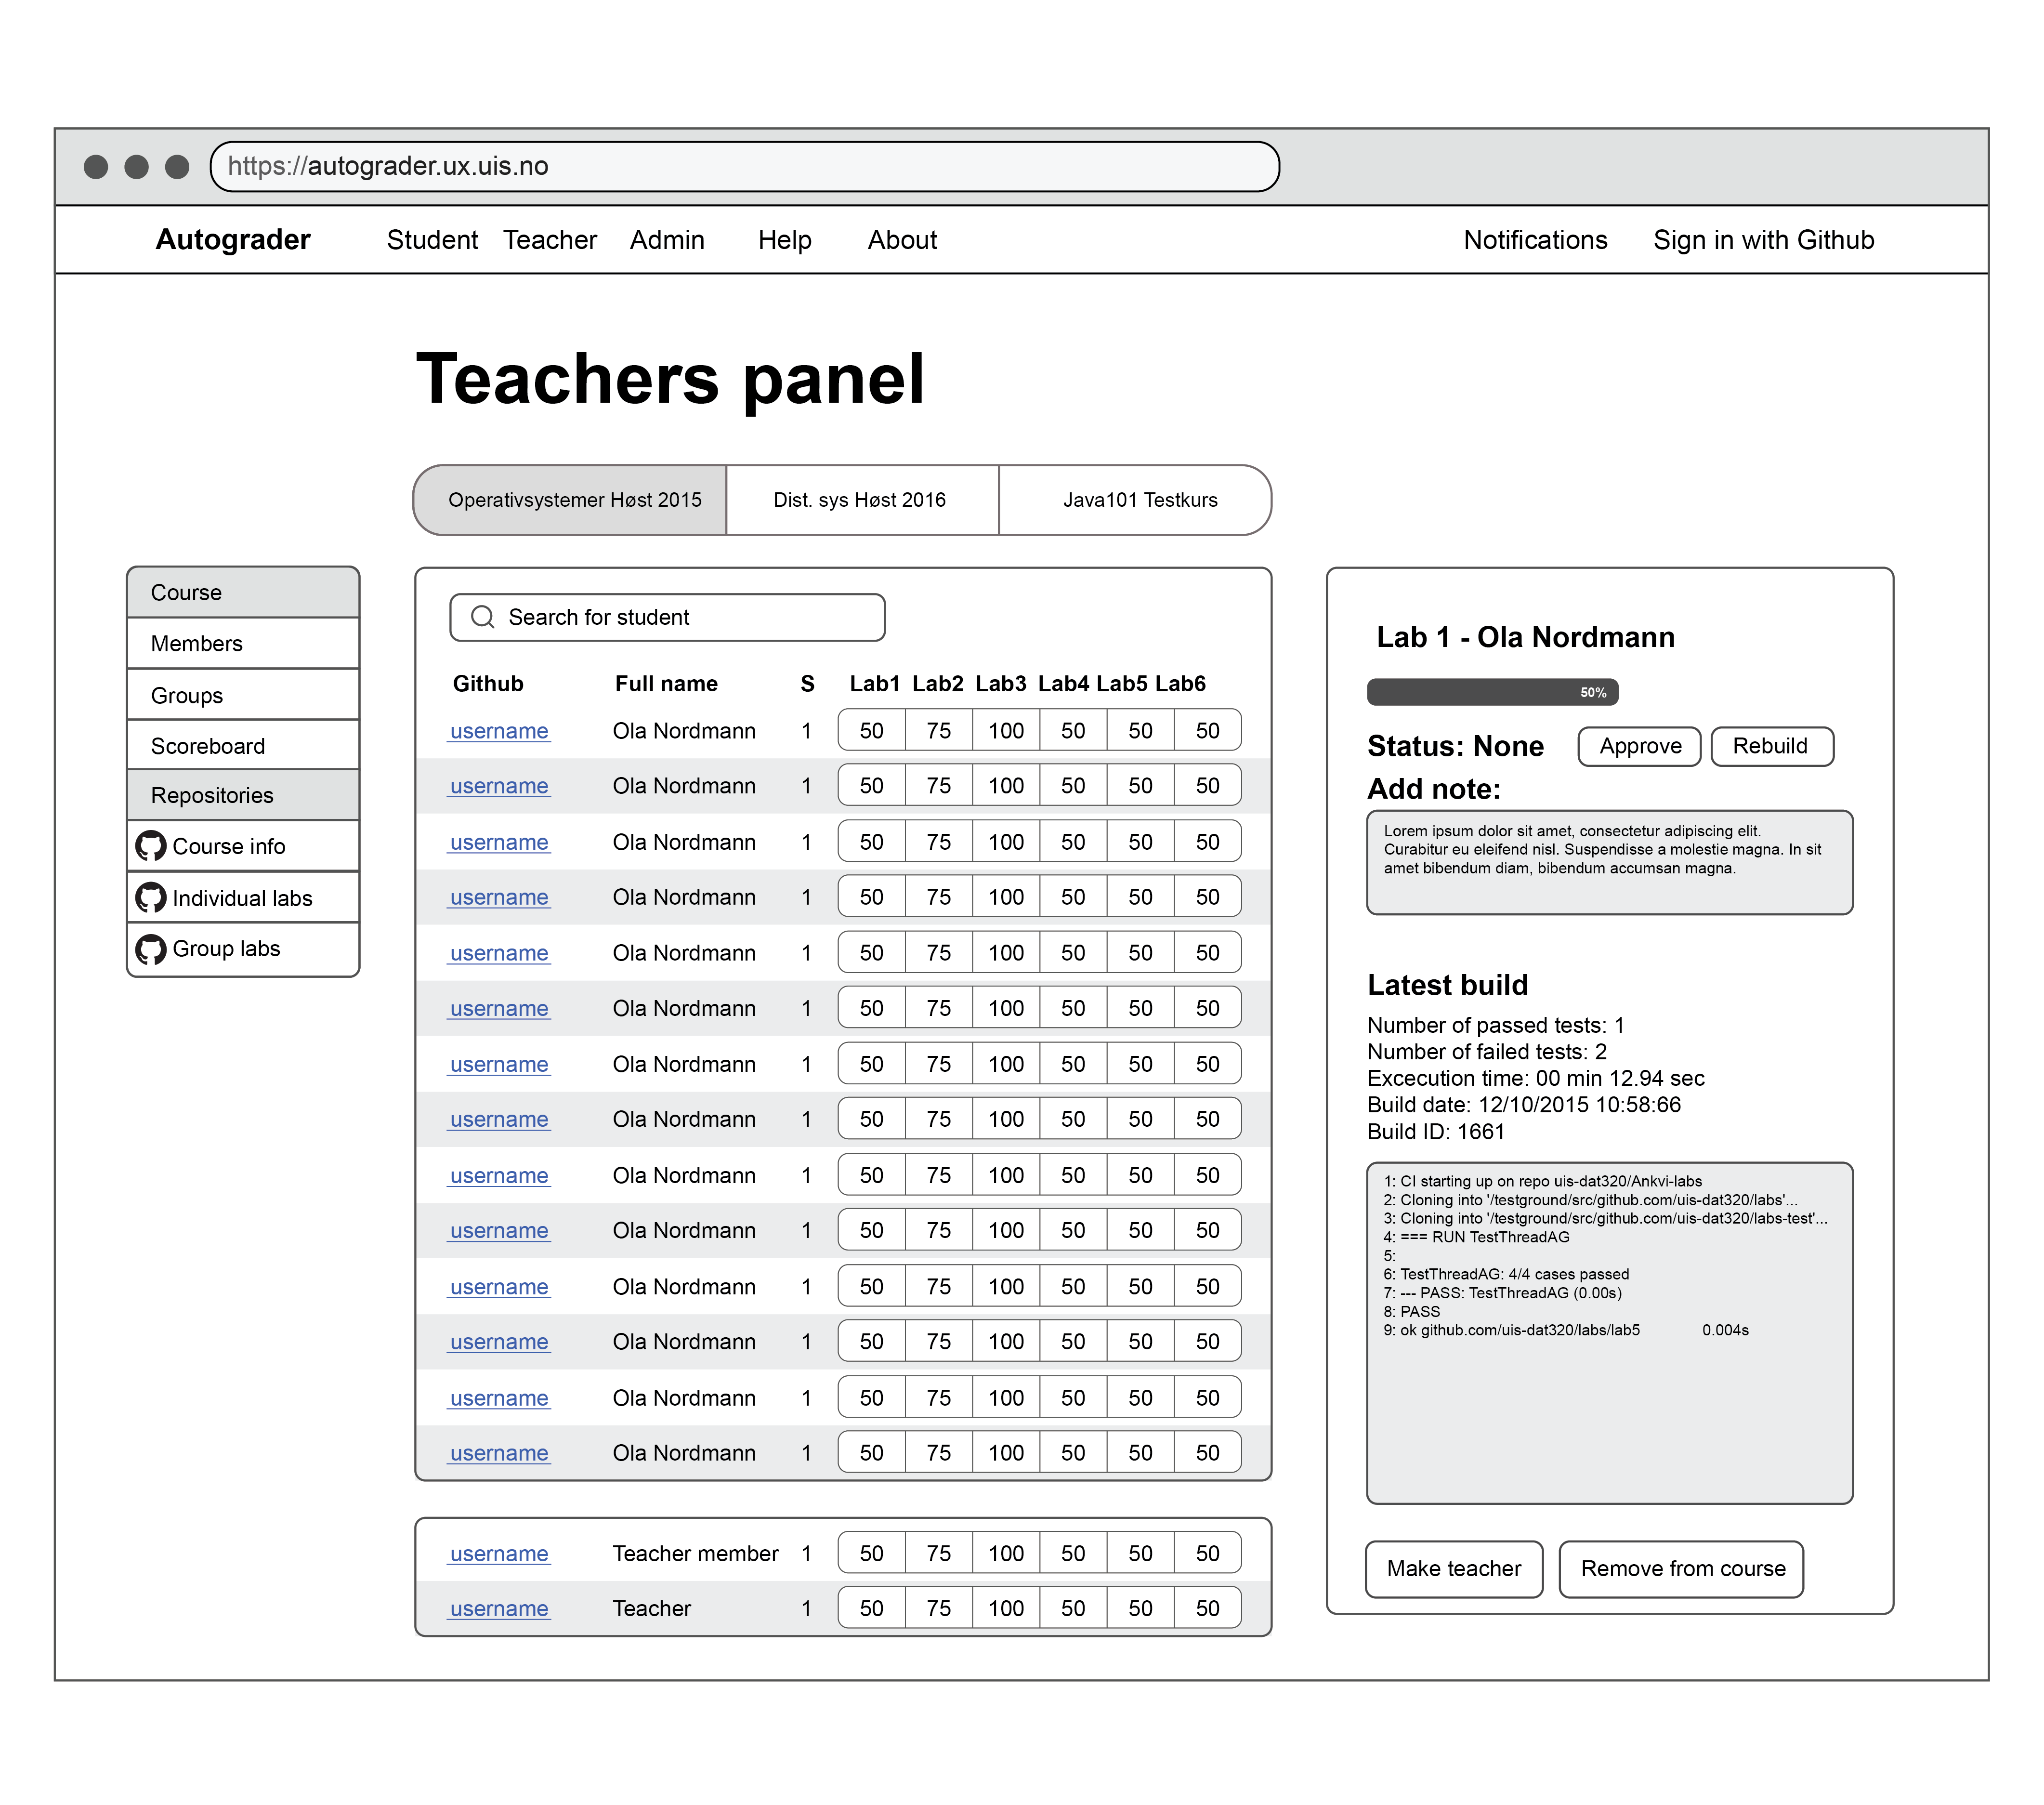 https://autograder.ux.uis.no
Autograder Student Teacher Admin Help About Notifications Sign in with Github
Teachers panel
Operativsystemer Høst 2015 Dist. sys Høst 2016 Java101 Testkurs
Course
Members
Groups
Scoreboard
Repositories
Course info
Individual labs
Group labs
Search for student
Github Full name S Lab1 Lab2 Lab3 Lab4 Lab5 Lab6
username Ola Nordmann 1 50 75 100 50 50 50
username Ola Nordmann 1 50 75 100 50 50 50
username Ola Nordmann 1 50 75 100 50 50 50
username Ola Nordmann 1 50 75 100 50 50 50
username Ola Nordmann 1 50 75 100 50 50 50
username Ola Nordmann 1 50 75 100 50 50 50
username Ola Nordmann 1 50 75 100 50 50 50
username Ola Nordmann 1 50 75 100 50 50 50
username Ola Nordmann 1 50 75 100 50 50 50
username Ola Nordmann 1 50 75 100 50 50 50
username Ola Nordmann 1 50 75 100 50 50 50
username Ola Nordmann 1 50 75 100 50 50 50
username Ola Nordmann 1 50 75 100 50 50 50
username Ola Nordmann 1 50 75 100 50 50 50
username Teacher member 1 50 75 100 50 50 50
username Teacher 1 50 75 100 50 50 50
Lab 1 - Ola Nordmann
50%
Status: None Approve Rebuild
Add note:
Lorem ipsum dolor sit amet, consectetur adipiscing elit.
Curabitur eu eleifend nisl. Suspendisse a molestie magna. In sit
amet bibendum diam, bibendum accumsan magna.
Latest build
Number of passed tests: 1
Number of failed tests: 2
Excecution time: 00 min 12.94 sec
Build date: 12/10/2015 10:58:66
Build ID: 1661
1: CI starting up on repo uis-dat320/Ankvi-labs
2: Cloning into '/testground/src/github.com/uis-dat320/labs'...
3: Cloning into '/testground/src/github.com/uis-dat320/labs-test'...
4: === RUN TestThreadAG
5:
6: TestThreadAG: 4/4 cases passed
7: --- PASS: TestThreadAG (0.00s)
8: PASS
9: ok github.com/uis-dat320/labs/lab5 0.004s
Make teacher Remove from course